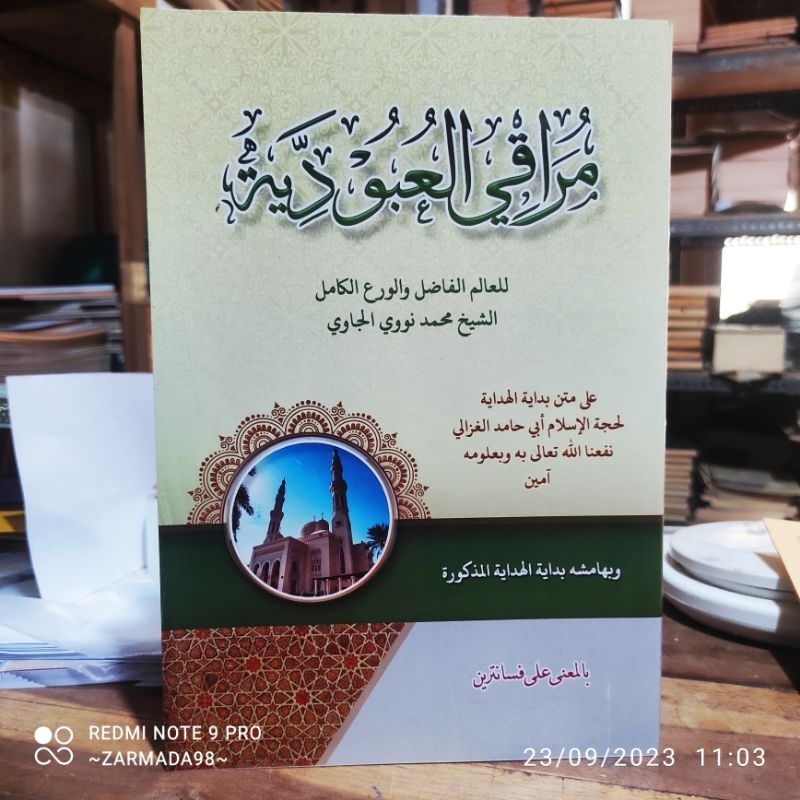 مُرَاقِي الْعُبُوْدِيَّة
للعالم الفاضل والورع الكامل
الشيخ محمد نووي الجاوي
على متن بداية الهداية
لحجة الإسلام أبي حامد الغزالي
نفعنا الله تعالى به وبعلومه
آمين
وبهامشه بداية الهداية المذكورة
بالمعنى على فسانترين
REDMI NOTE 9 PRO
~ZARMADA98~
23/09/2023 11:03